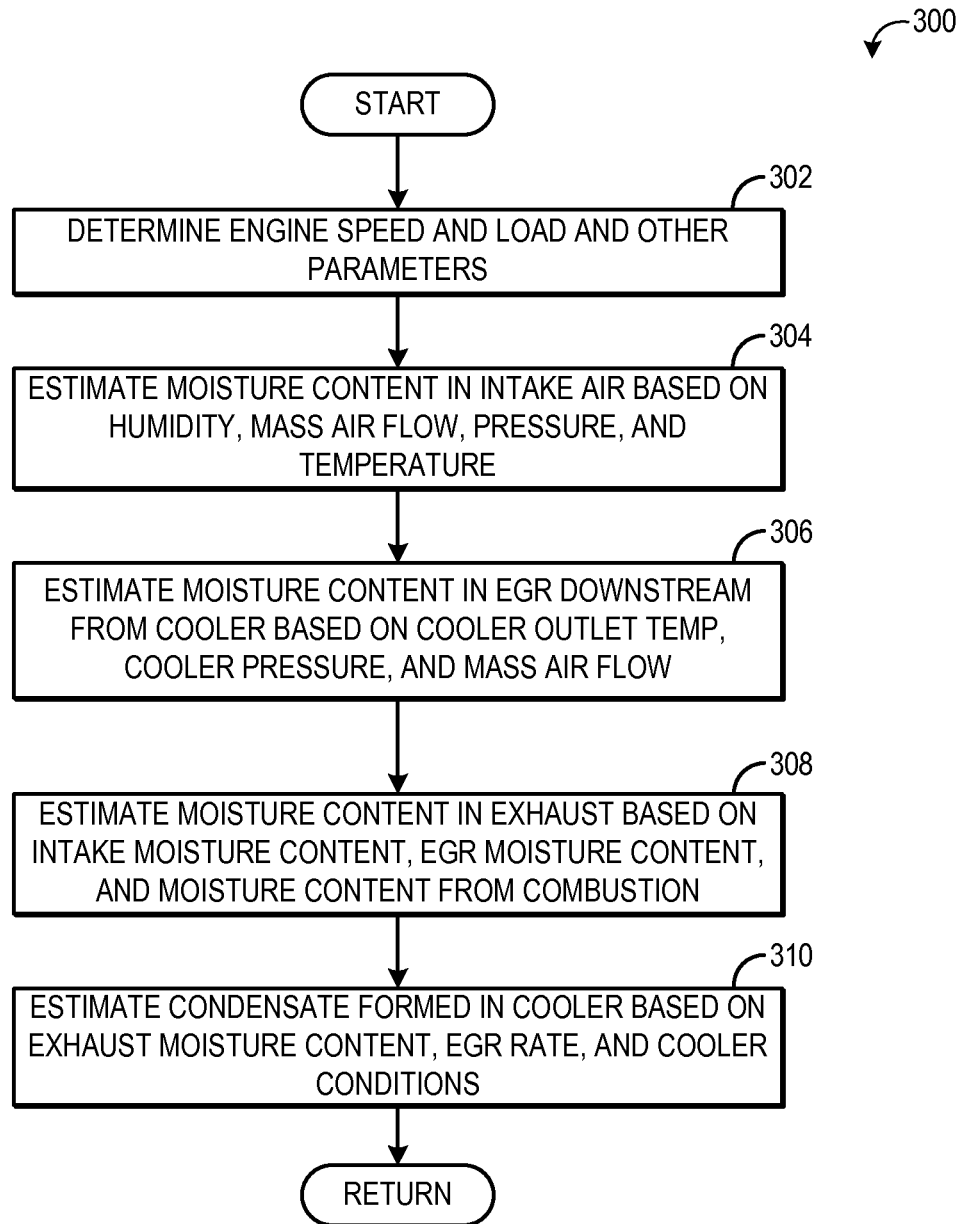 300
START
302
DETERMINE ENGINE SPEED AND LOAD AND OTHER
PARAMETERS
304
ESTIMATE MOISTURE CONTENT IN INTAKE AIR BASED ON
HUMIDITY, MASS AIR FLOW, PRESSURE, AND
TEMPERATURE
306
ESTIMATE MOISTURE CONTENT IN EGR DOWNSTREAM
FROM COOLER BASED ON COOLER OUTLET TEMP,
COOLER PRESSURE, AND MASS AIR FLOW
308
ESTIMATE MOISTURE CONTENT IN EXHAUST BASED ON
INTAKE MOISTURE CONTENT, EGR MOISTURE CONTENT,
AND MOISTURE CONTENT FROM COMBUSTION
310
ESTIMATE CONDENSATE FORMED IN COOLER BASED ON
EXHAUST MOISTURE CONTENT, EGR RATE, AND COOLER
CONDITIONS
RETURN